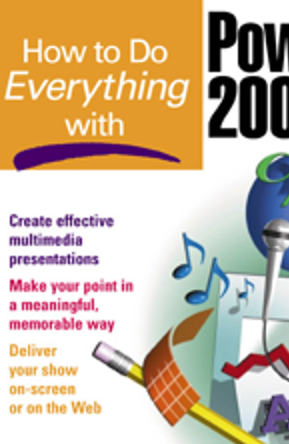 How to Do
Everything
with
Pow
200
Create effective
multimedia
presentations
Make your point in
a meaningful,
memorable way
Deliver
your show
on-screen
or on the Web